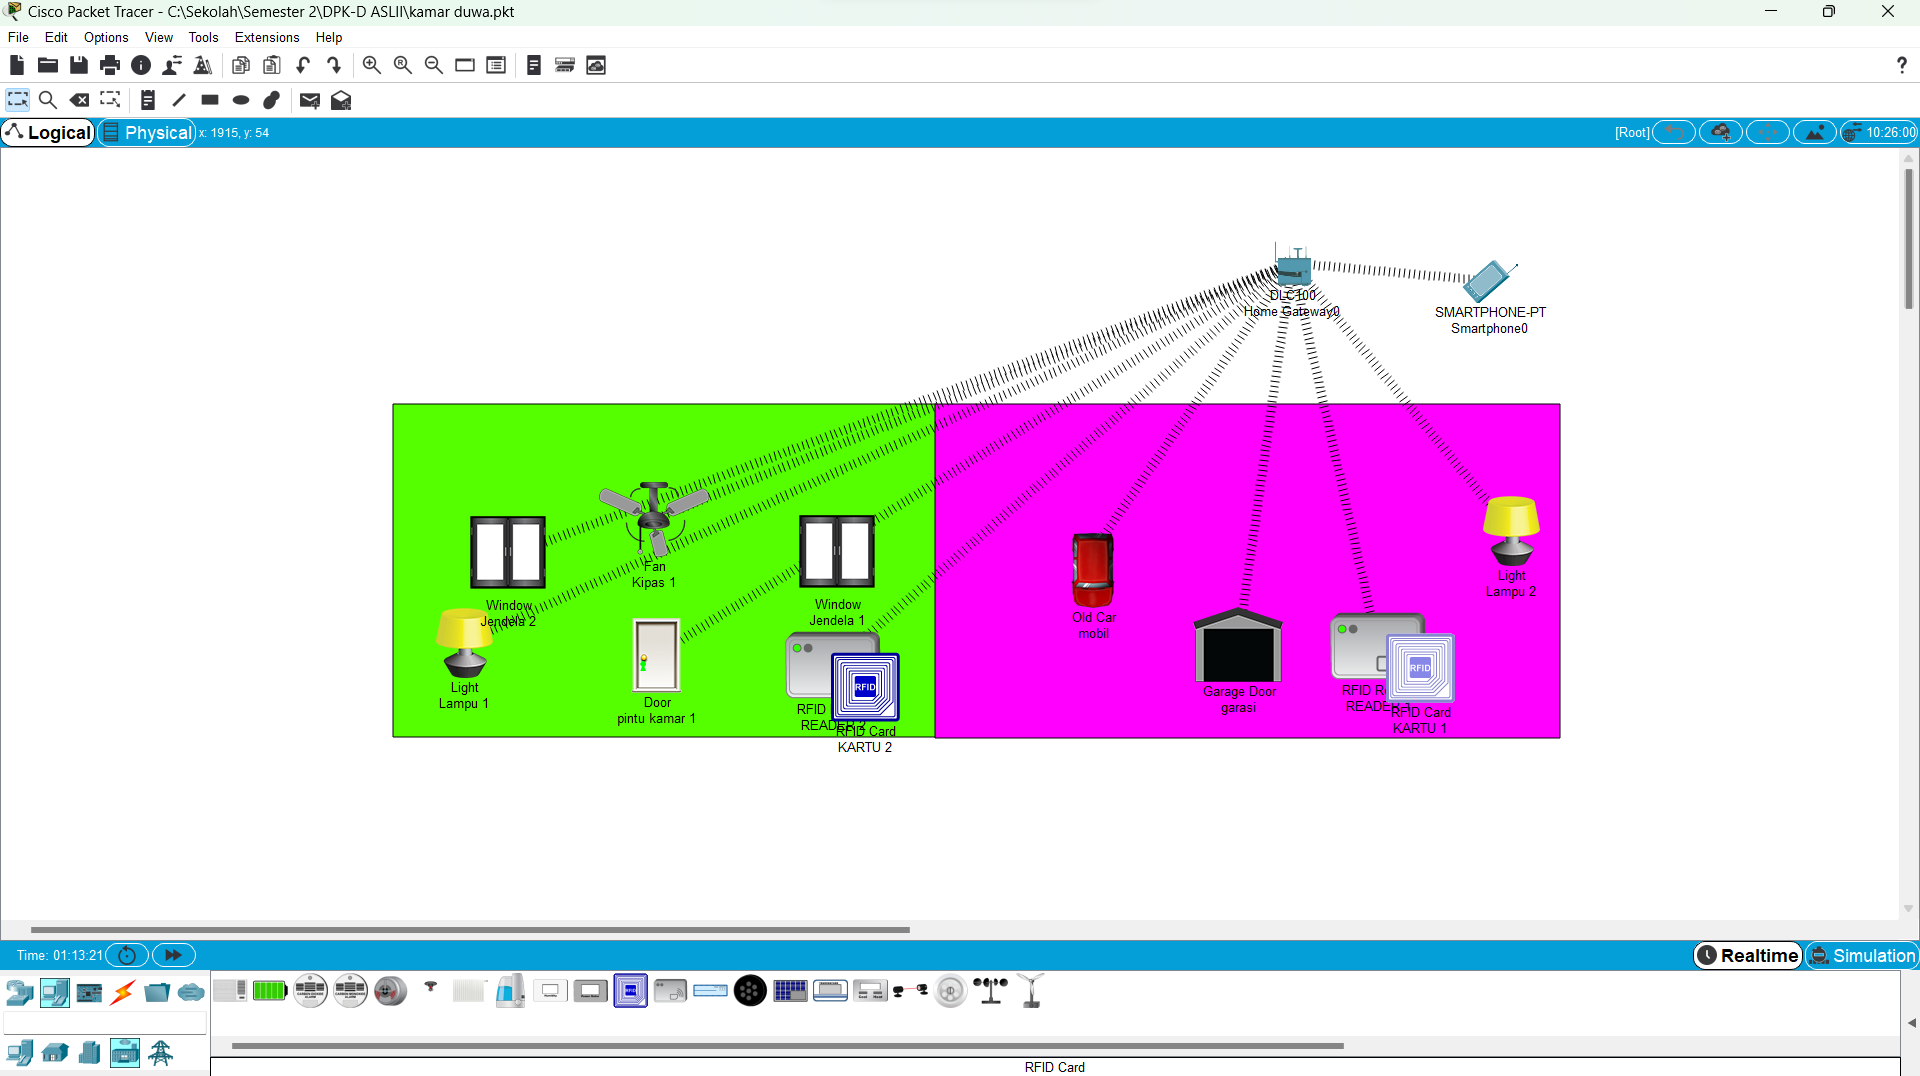 Cisco Packet Tracer - C:\Sekolah\Semester 2\DPK-D ASLII\kamar duwa.pkt
File Edit Options View Tools Extensions Help
?
Logical Physical x: 1915, y: 54 [Root] 10:26:00
DLC100
Home Gateway0
SMARTPHONE-PT
Smartphone0
Fan
Kipas 1
Window
Jendela 2
Window
Jendela 1
Light
Lampu 2
Old Car
mobil
Light
Lampu 1
Door
pintu kamar 1
RFID
RFID
READER 2
RFID Card
KARTU 2
Garage Door
garasi
RFID
RFID R
READER 1
RFID Card
KARTU 1
Time: 01:13:21 Realtime Simulation
RFID Card